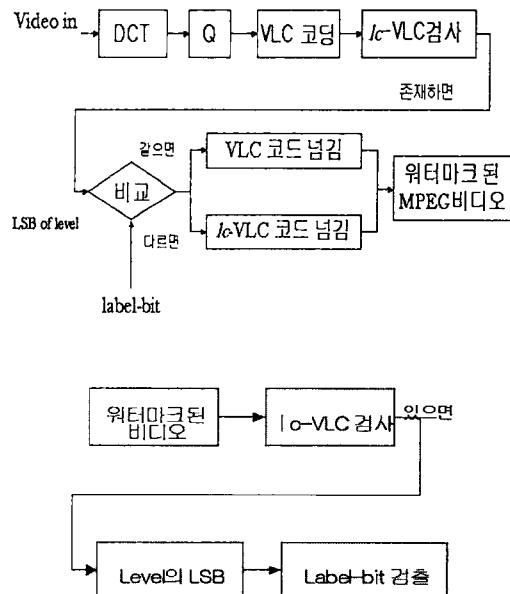 Video in
DCT
Q
VLC 코딩
lc-VLC검사
존재하면
같으면
VLC 코드 넘김
비교
워터마크 된
MPEG비디오
LSB of level
다르면
lc-VLC 코드 넘김
label-bit
워터마크된
비디오
lo-VLC 검사
있으면
Level의 LSB
Label-bit 검출